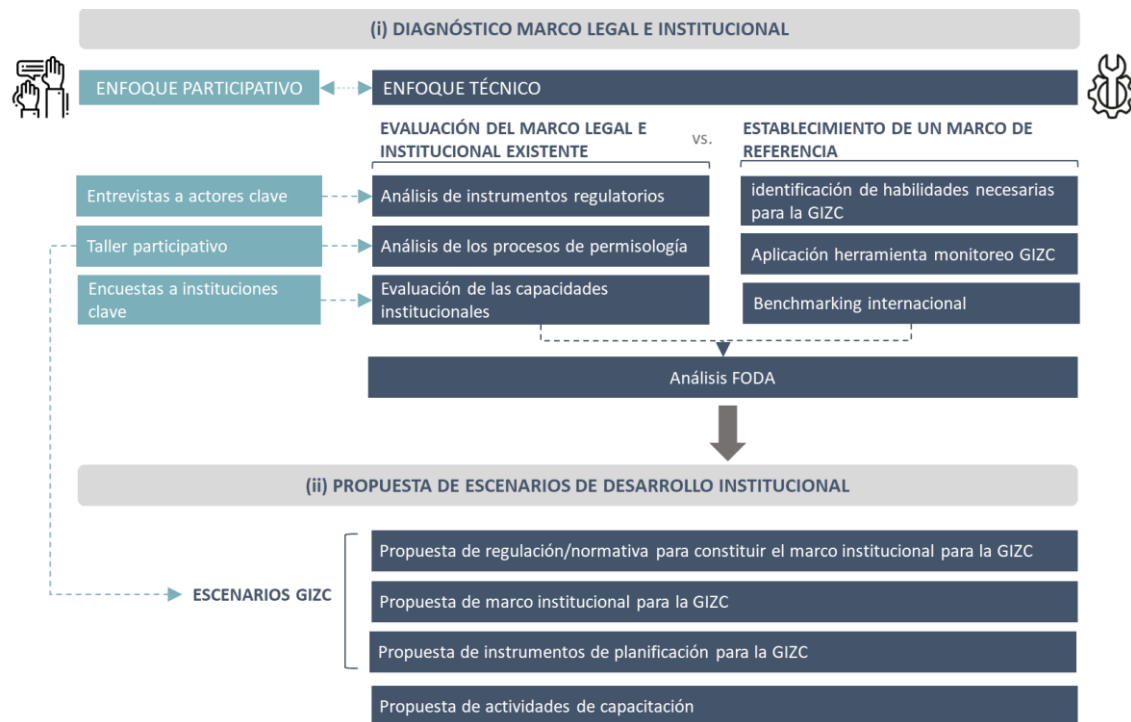 (i) DIAGNÓSTICO MARCO LEGAL E INSTITUCIONAL
ENFOQUE PARTICIPATIVO
ENFOQUE TÉCNICO
EVALUACIÓN DEL MARCO LEGAL E
INSTITUCIONAL EXISTENTE
vs.
ESTABLECIMIENTO DE UN MARCO DE
REFERENCIA
Entrevistas a actores clave
Análisis de instrumentos regulatorios
identificación de habilidades necesarias
para la GIZC
Taller participativo
Análisis de los procesos de permisología
Aplicación herramienta monitoreo GIZC
Encuestas a instituciones
clave
Evaluación de las capacidades
institucionales
Benchmarking internacional
Análisis FODA
(ii) PROPUESTA DE ESCENARIOS DE DESARROLLO INSTITUCIONAL
ESCENARIOS GIZC
Propuesta de regulación/normativa para constituir el marco institucional para la GIZC
Propuesta de marco institucional para la GIZC
Propuesta de instrumentos de planificación para la GIZC
Propuesta de actividades de capacitación